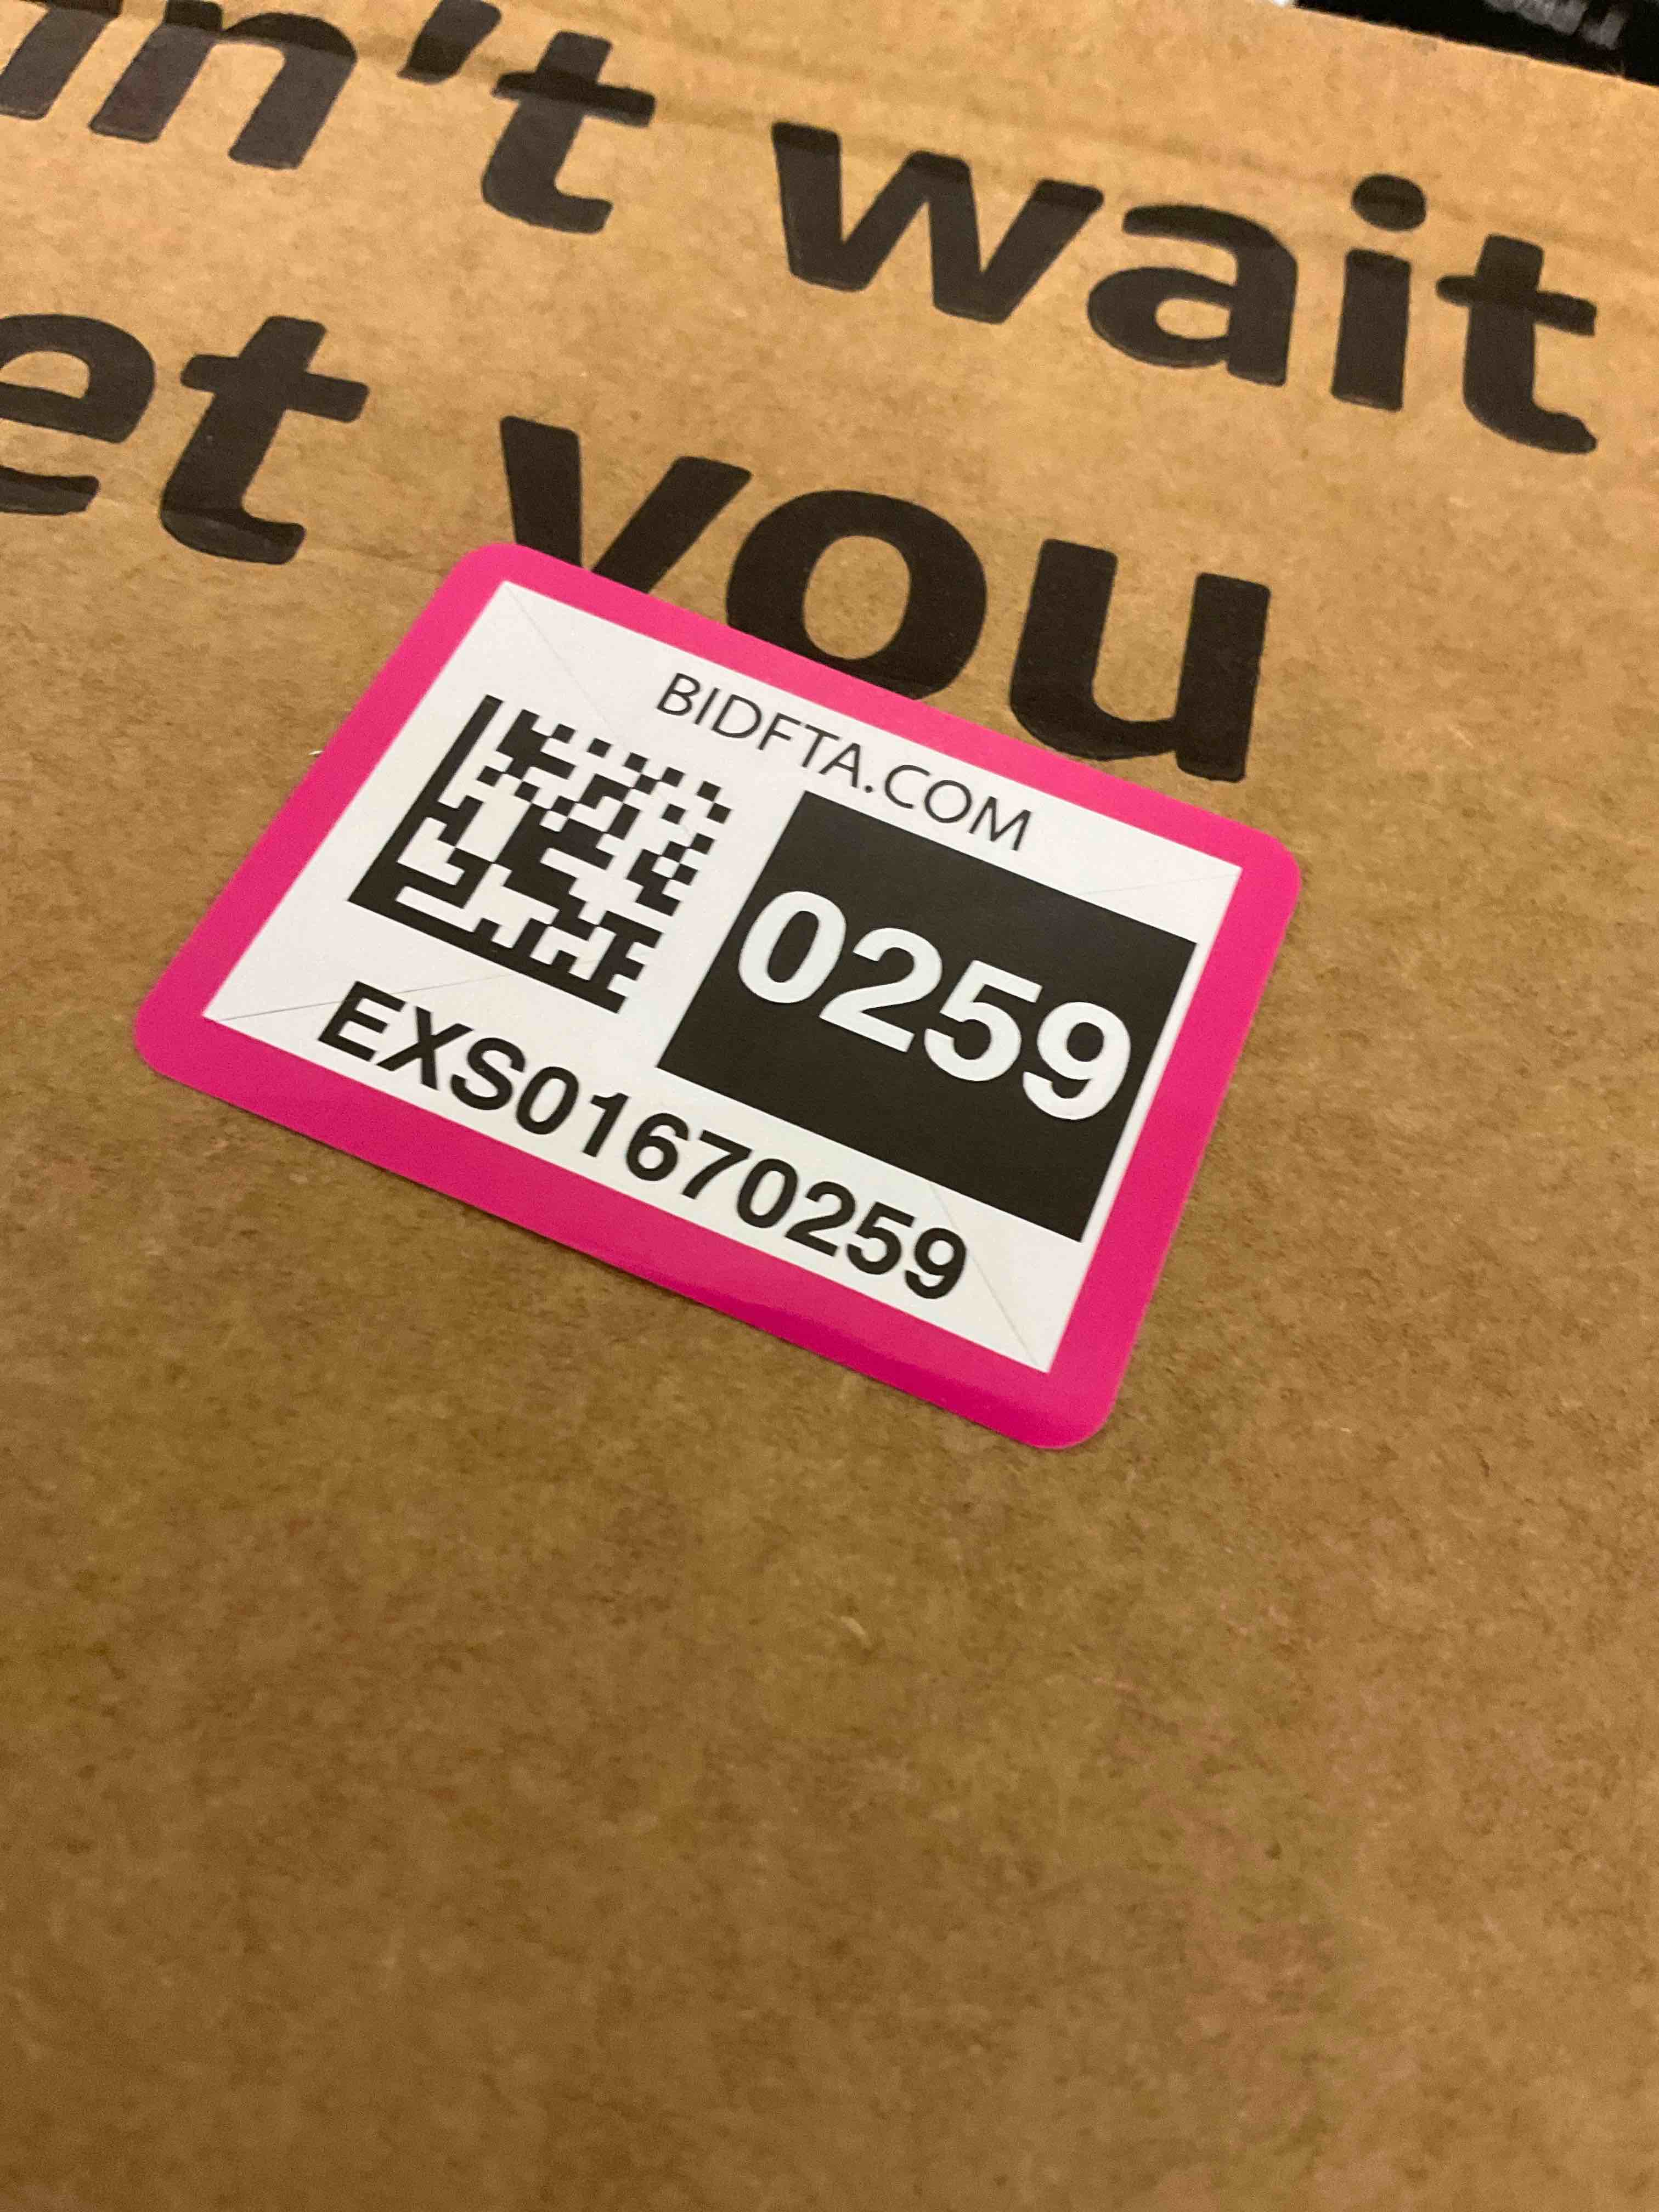 n't wait
et you
BIDFTA.COM
0259
EXS01670259